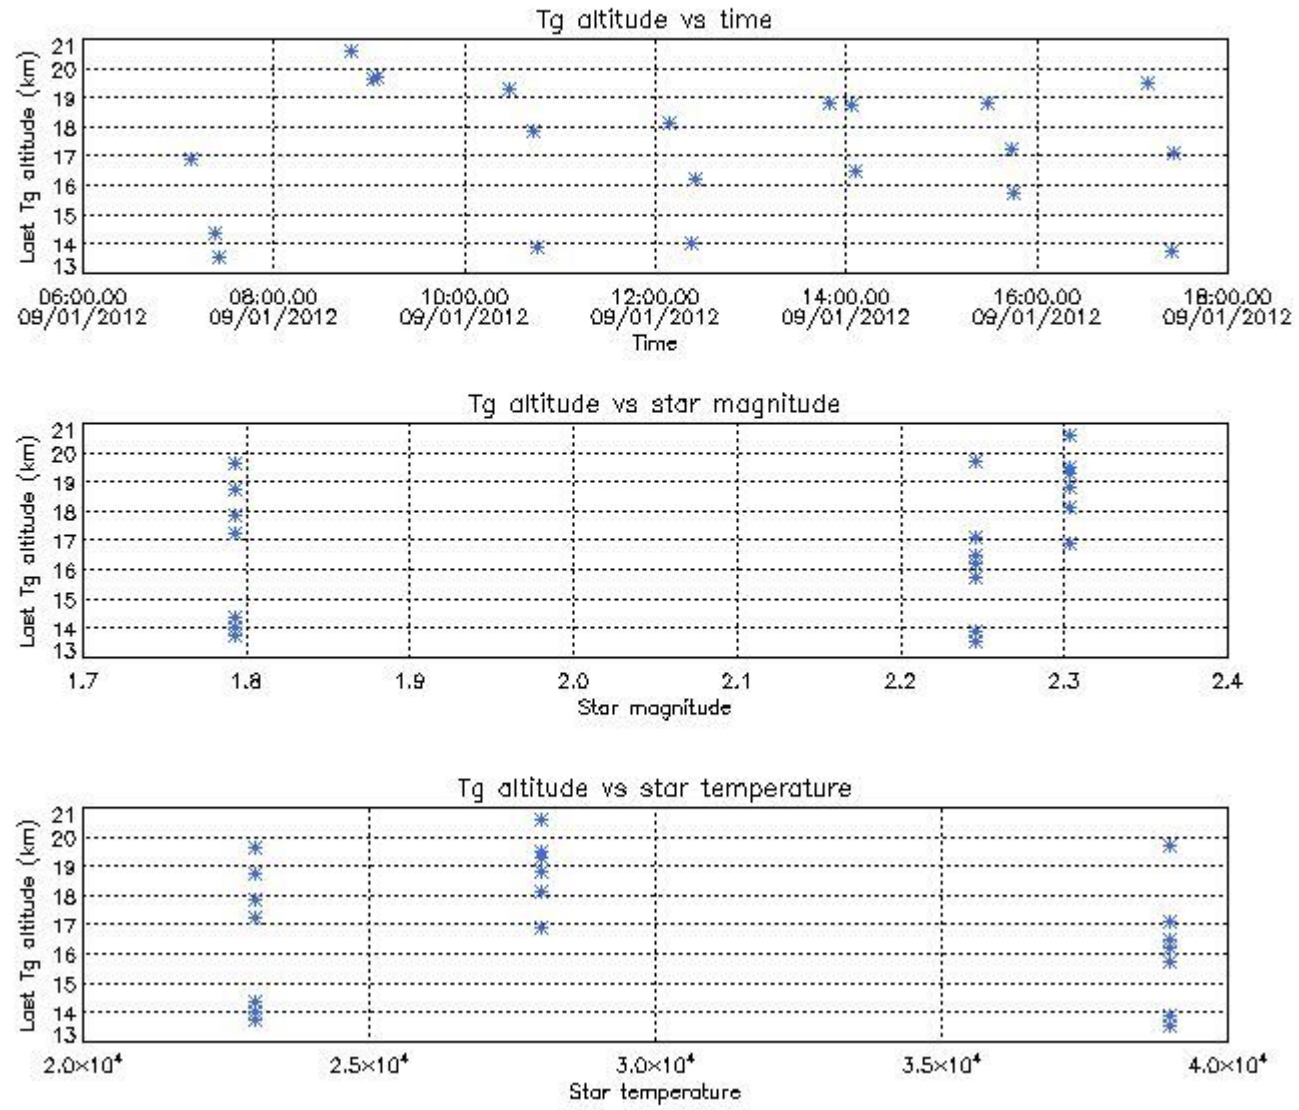 Tg altitude vs time
Last Tg altitude (km)
21
20
19
18
17
16
15
14
13
06:00.00 08:00.00 10:00.00 12:00.00 14:00.00 16:00.00 18:00.00
09/01/2012 09/01/2012 09/01/2012 09/01/2012 09/01/2012 09/01/2012 09/01/2012
Time
Tg altitude vs star magnitude
Last Tg altitude (km)
21
20
19
18
17
16
15
14
13
1.7 1.8 1.9 2.0 2.1 2.2 2.3 2.4
Star magnitude
Tg altitude vs star temperature
Last Tg altitude (km)
21
20
19
18
17
16
15
14
13
2.0×10⁴ 2.5×10⁴ 3.0×10⁴ 3.5×10⁴ 4.0×10⁴
Star temperature